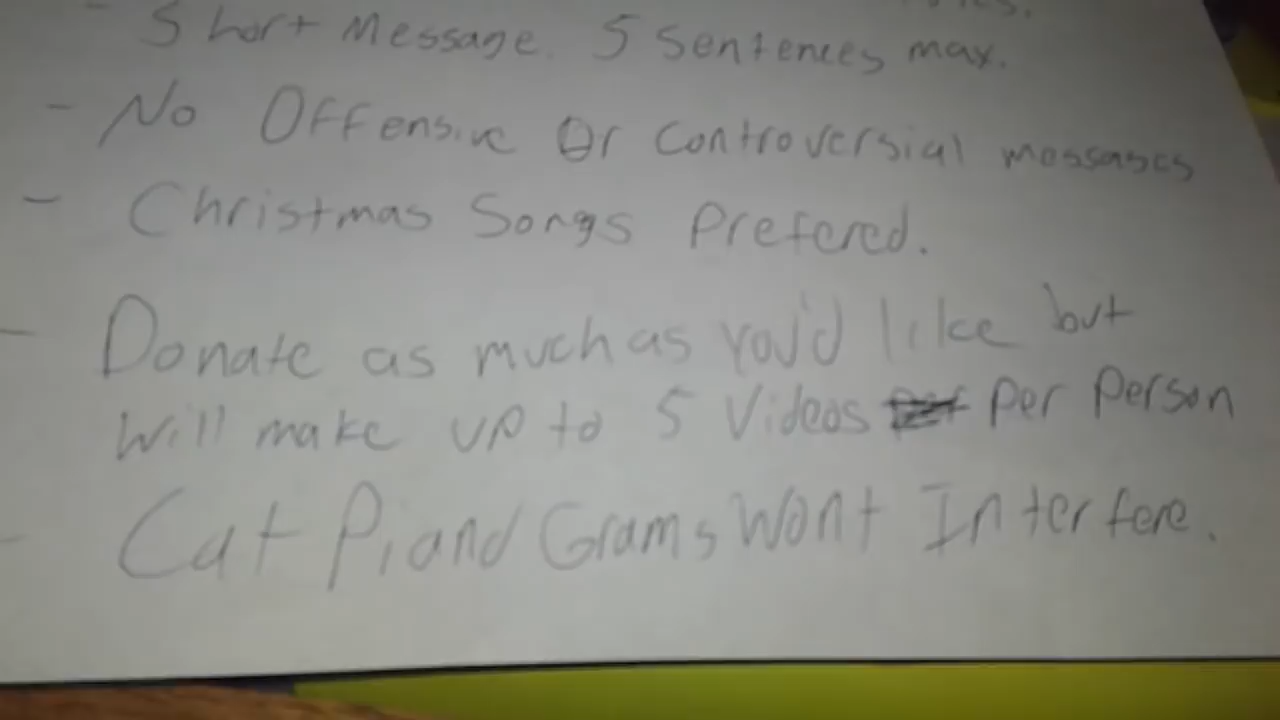 Short Message. 5 Sentences max.
- No Offensive Or Controversial messages
- Christmas Songs Prefered.
- Donate as much as you'd like but
Will make up to 5 Videos Per Person
- Cat Piand Grams Wont Interfere.